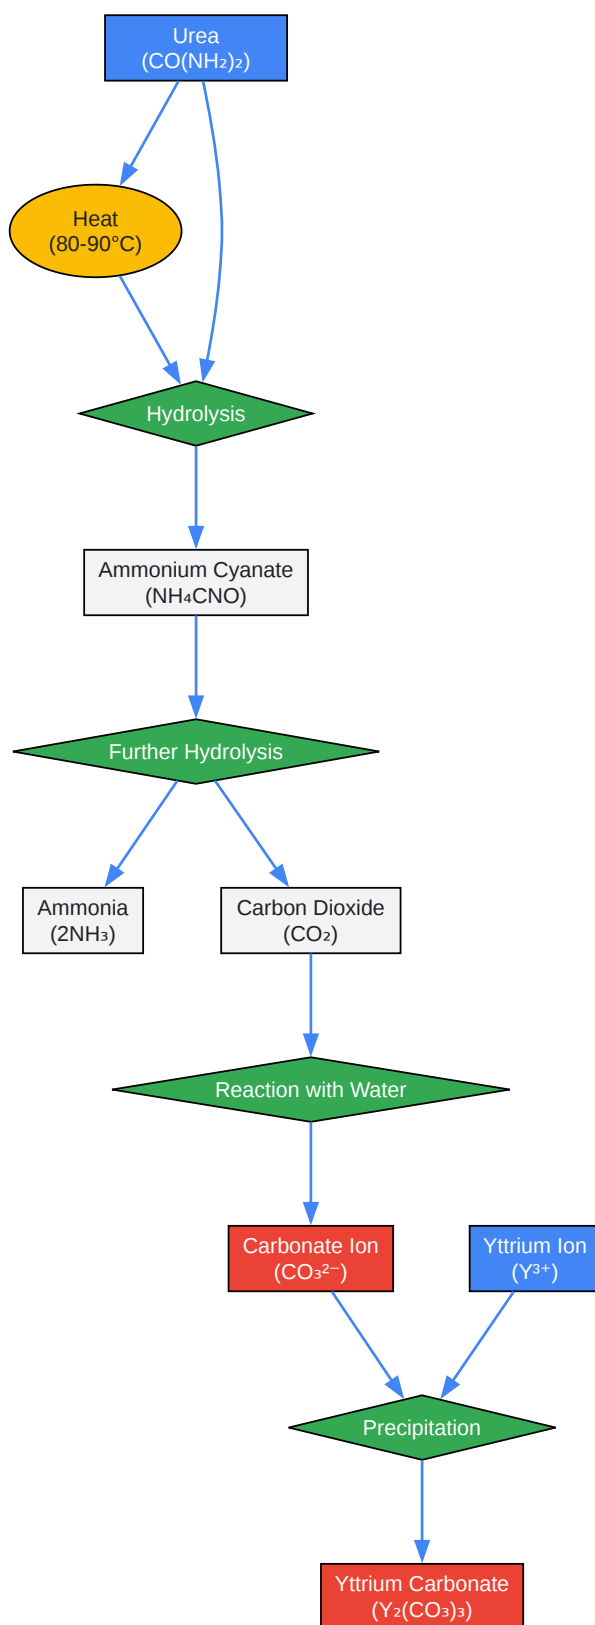 Urea
(CO(NH₂)₂)
Heat
(80-90°C)
Hydrolysis
Ammonium Cyanate
(NH₄CNO)
Further Hydrolysis
Ammonia
(2NH₃)
Carbon Dioxide
(CO₂)
Reaction with Water
Carbonate Ion
(CO₃²⁻)
Yttrium Ion
(Y³⁺)
Precipitation
Yttrium Carbonate
(Y₂(CO₃)₃)